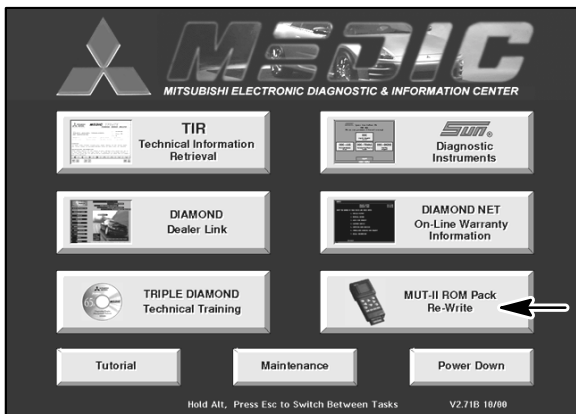 MEDIC
MITSUBISHI ELECTRONIC DIAGNOSTIC & INFORMATION CENTER
TIR
Technical Information
Retrieval
Sun®
Diagnostic
Instruments
DIAMOND
Dealer Link
DIAMOND NET
On-Line Warranty
Information
TRIPLE DIAMOND
Technical Training
MUT-II ROM Pack
Re-Write
Tutorial
Maintenance
Power Down
Hold Alt, Press Esc to Switch Between Tasks
V2.71B 10/00